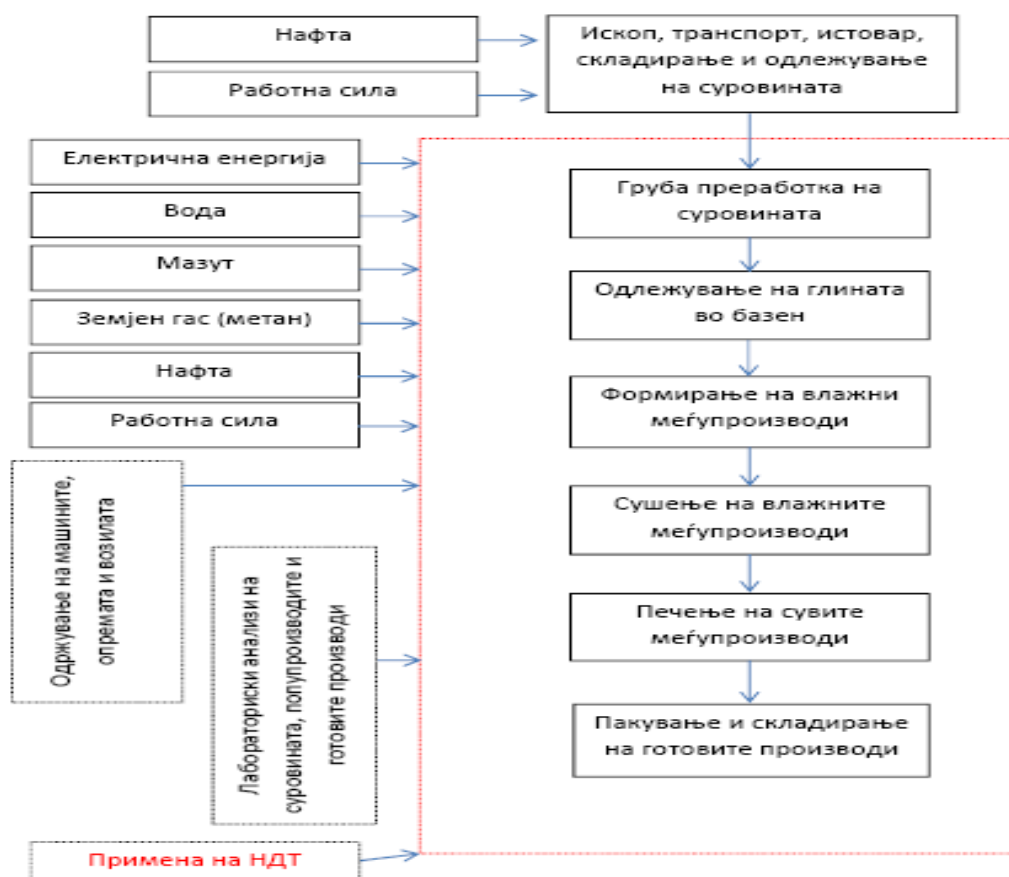 Нафта
Работна сила
Ископ, транспорт, истовар,
складирање и одлежување
на суровината
Електрична енергија
Вода
Мазут
Земјен гас (метан)
Нафта
Работна сила
Одржување на машините,
опремата и возилата
Лабораториски анализи на
суровината, попупроизводите и
готовите производи
Примена на НДТ
Груба преработка на
суровината
Одлежување на глината
во базен
Формирање на влажни
меѓупроизводи
Сушење на влажните
меѓупроизводи
Печење на сувите
меѓупроизводи
Пакување и складирање
на готовите производи